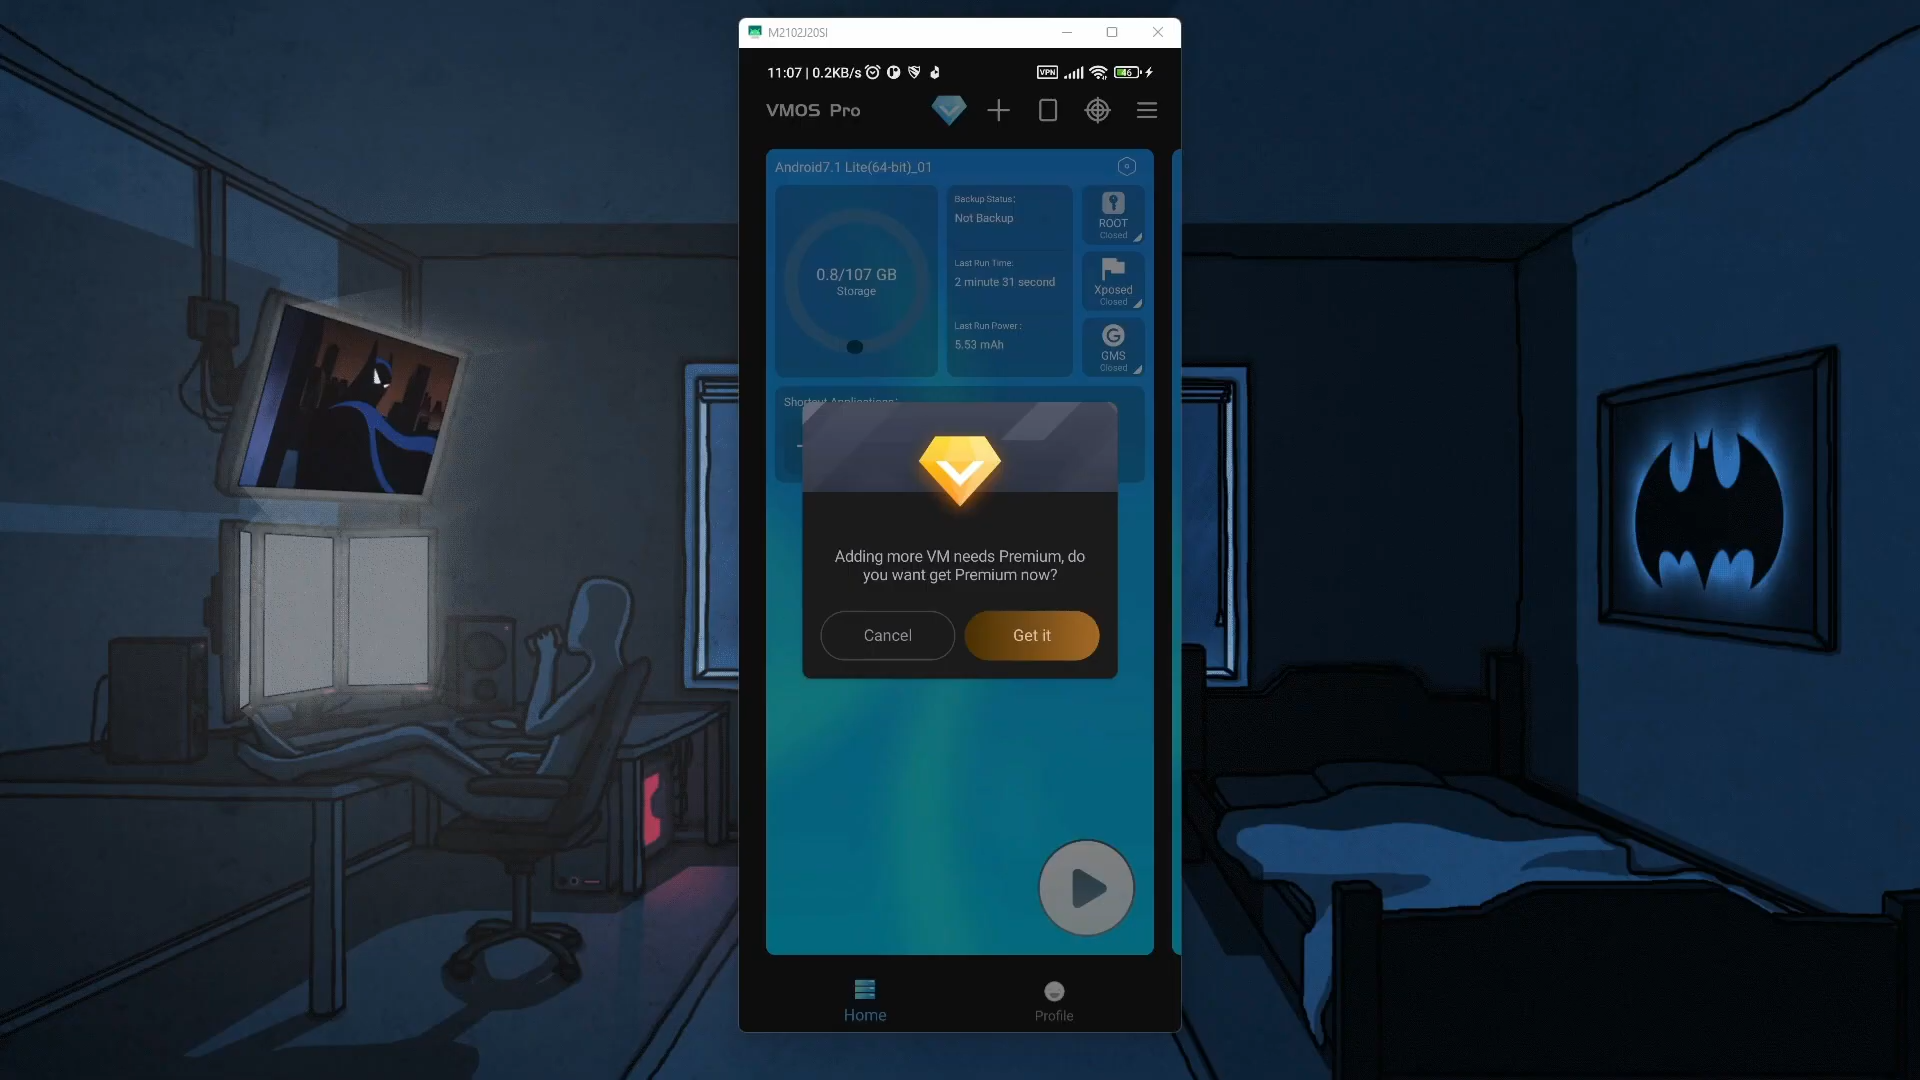 M2102J20SI
11:07 | 0.2KB/s
VPN
46
VMOS Pro
Android7.1 Lite(64-bit)_01
0.8/107 GB
Storage
Backup Status:
Not Backup
Last Run Time:
2 minute 31 second
Last Run Power :
5.53 mAh
ROOT
Closed
Xposed
Closed
G
GMS
Closed
Shortcut Applications:
Adding more VM needs Premium, do
you want get Premium now?
Cancel
Get it
Home
Profile